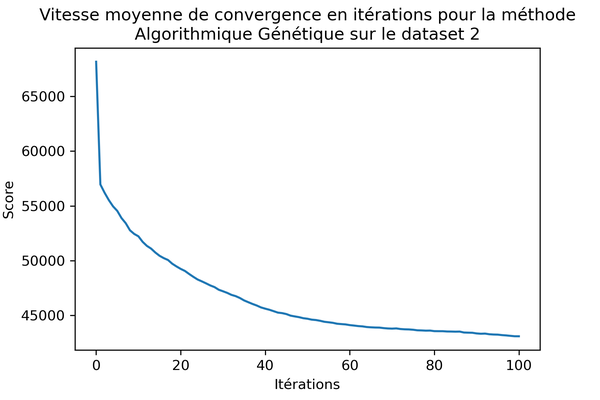 Vitesse moyenne de convergence en itérations pour la méthode
Algorithmique Génétique sur le dataset 2
Score
65000
60000
55000
50000
45000
0 20 40 60 80 100
Itérations